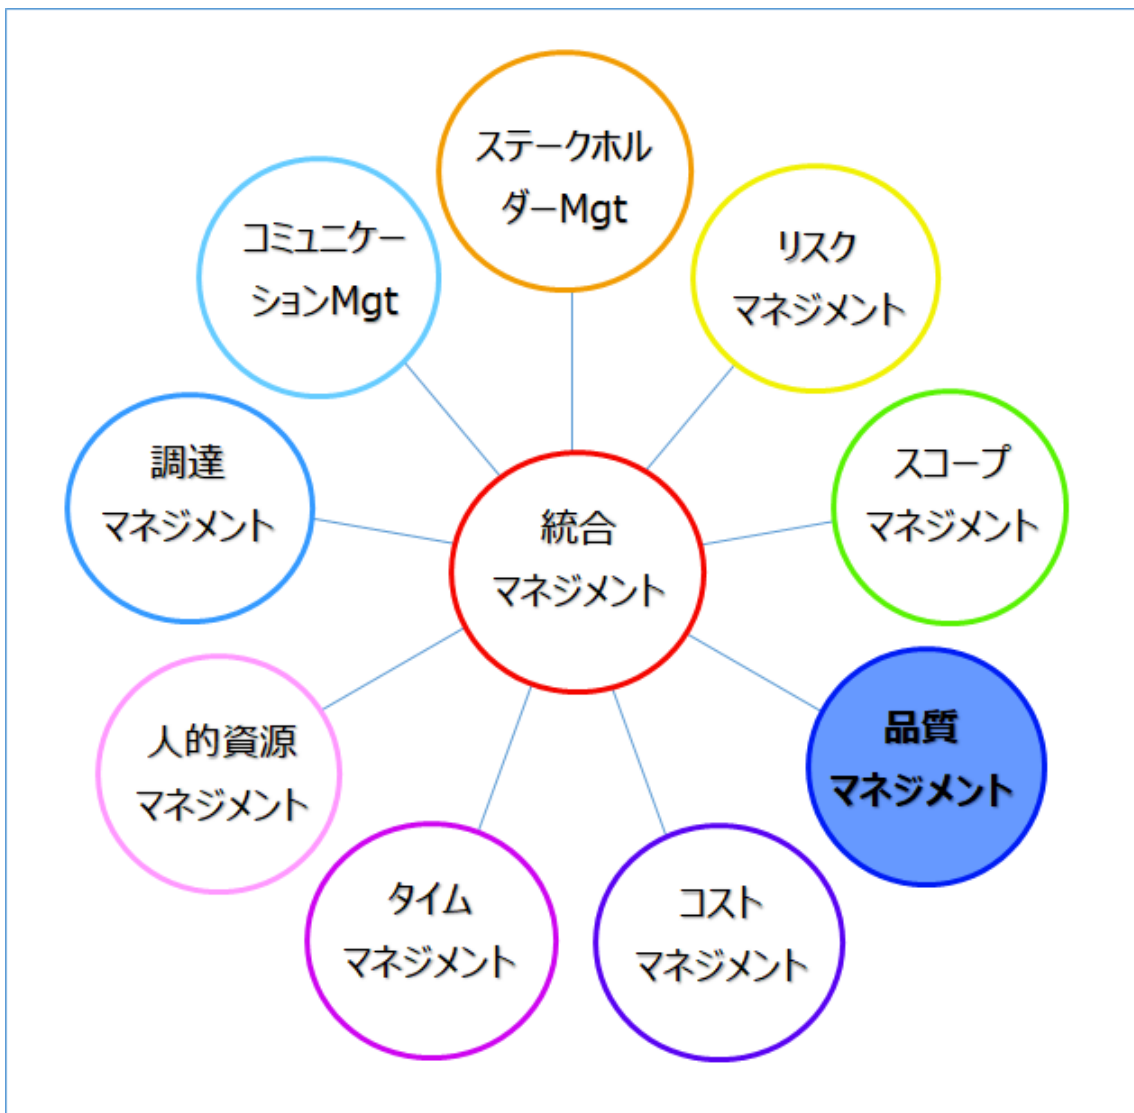 ステークホル
ダーMgt
コミュニケー
ションMgt
リスク
マネジメント
調達
マネジメント
スコープ
マネジメント
統合
マネジメント
人的資源
マネジメント
品質
マネジメント
タイム
マネジメント
コスト
マネジメント